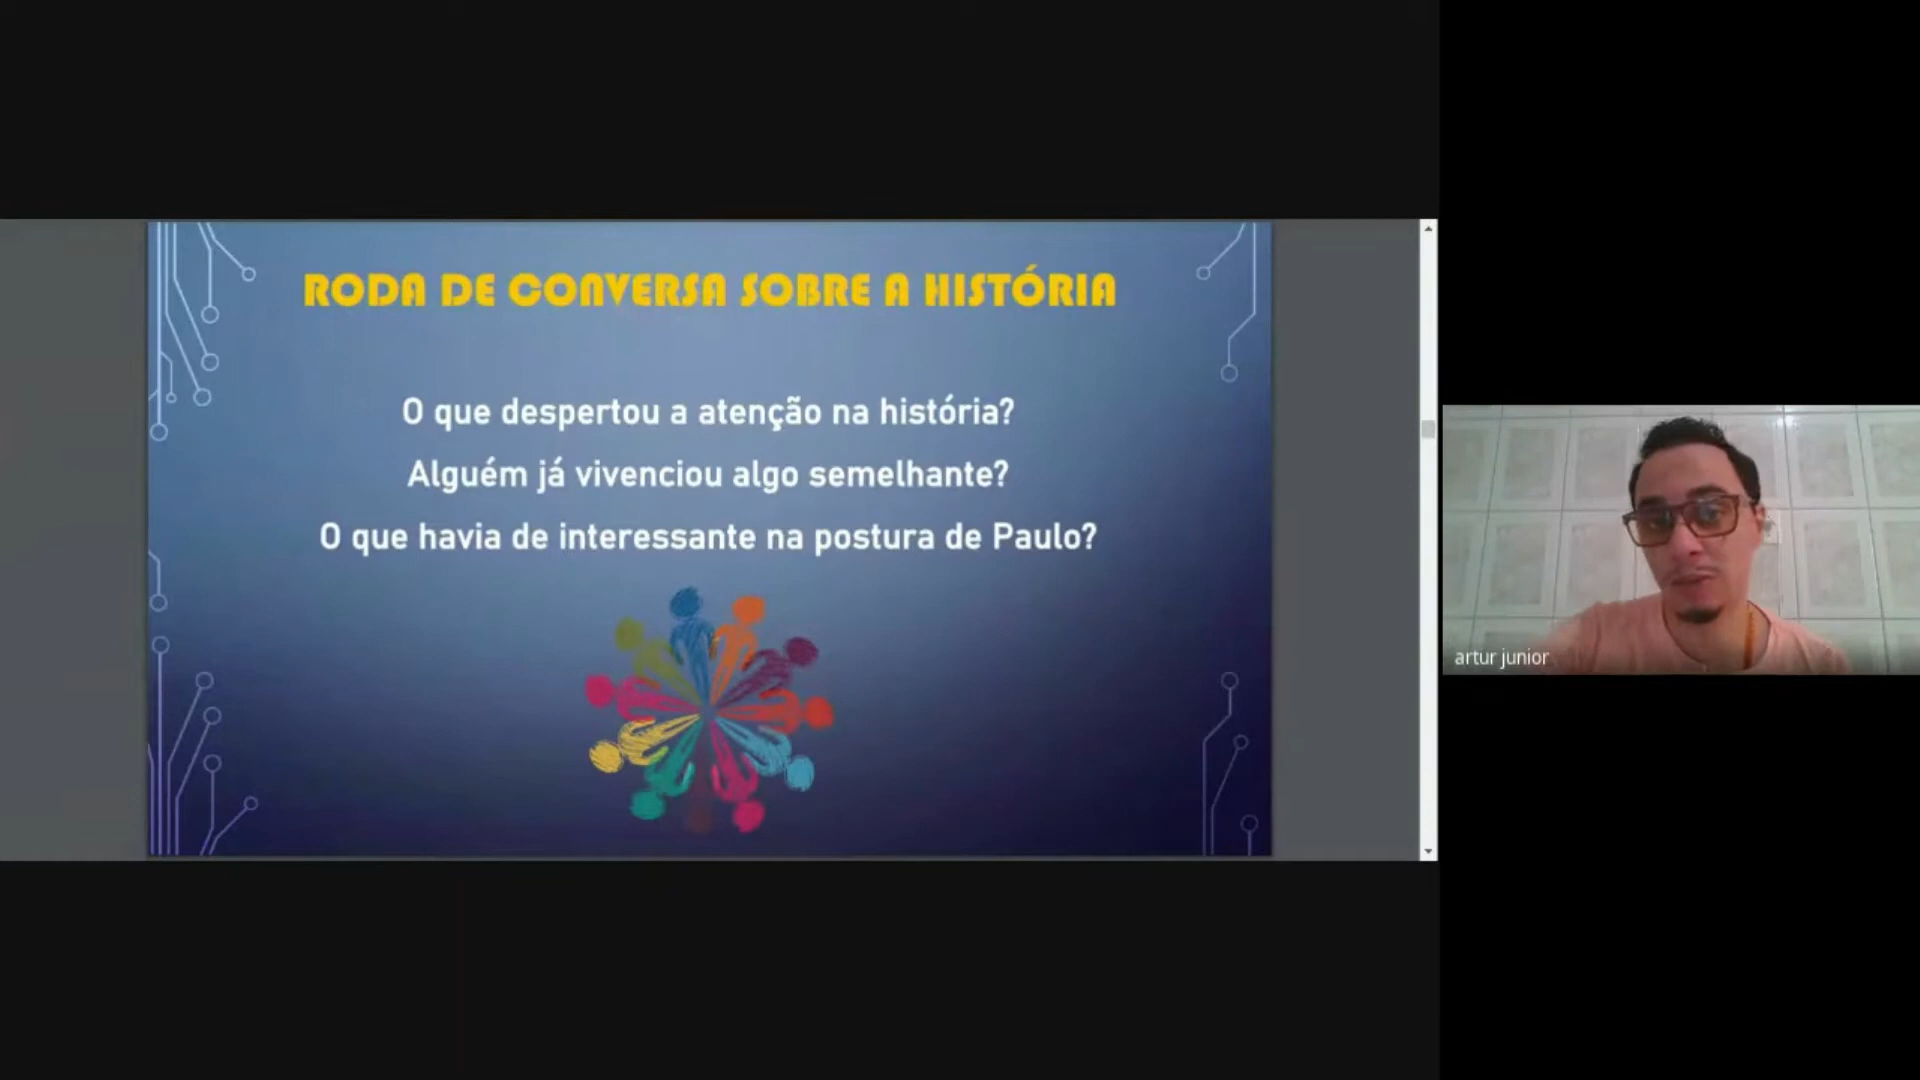 RODA DE CONVERSA SOBRE A HISTÓRIA
O que despertou a atenção na história?
Alguém já vivenciou algo semelhante?
O que havia de interessante na postura de Paulo?
artur junior